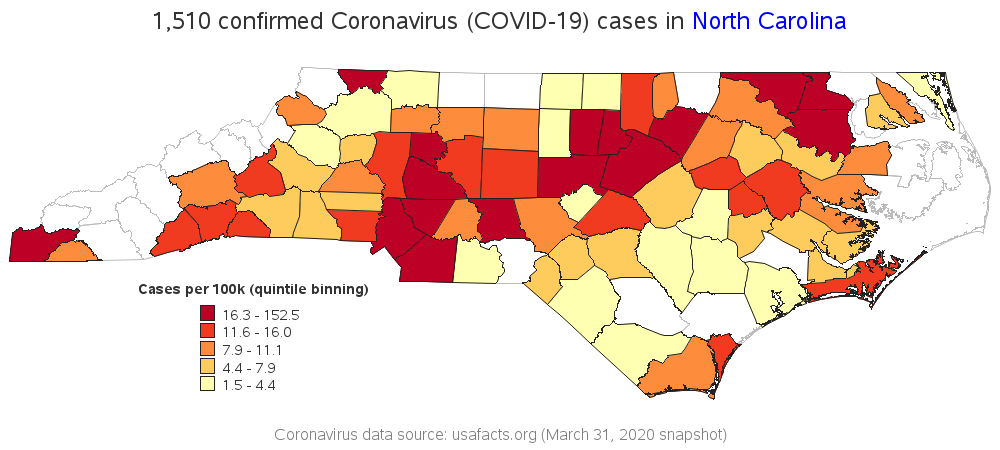 1,510 confirmed Coronavirus (COVID-19) cases in North Carolina
Cases per 100k (quintile binning)
16.3 - 152.5
11.6 - 16.0
7.9 - 11.1
4.4 - 7.9
1.5 - 4.4
Coronavirus data source: usafacts.org (March 31, 2020 snapshot)